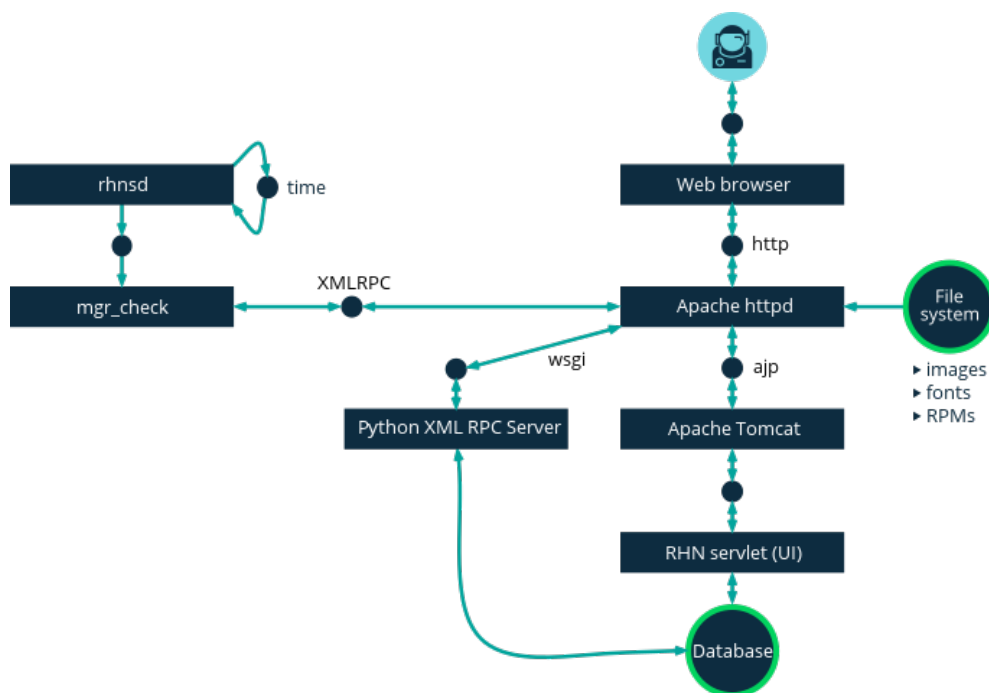 rhnsd
time
Web browser
http
XMLRPC
mgr_check
Apache httpd
File
system
wsgi
ajp
▸ images
▸ fonts
▸ RPMs
Python XML RPC Server
Apache Tomcat
RHN servlet (UI)
Database